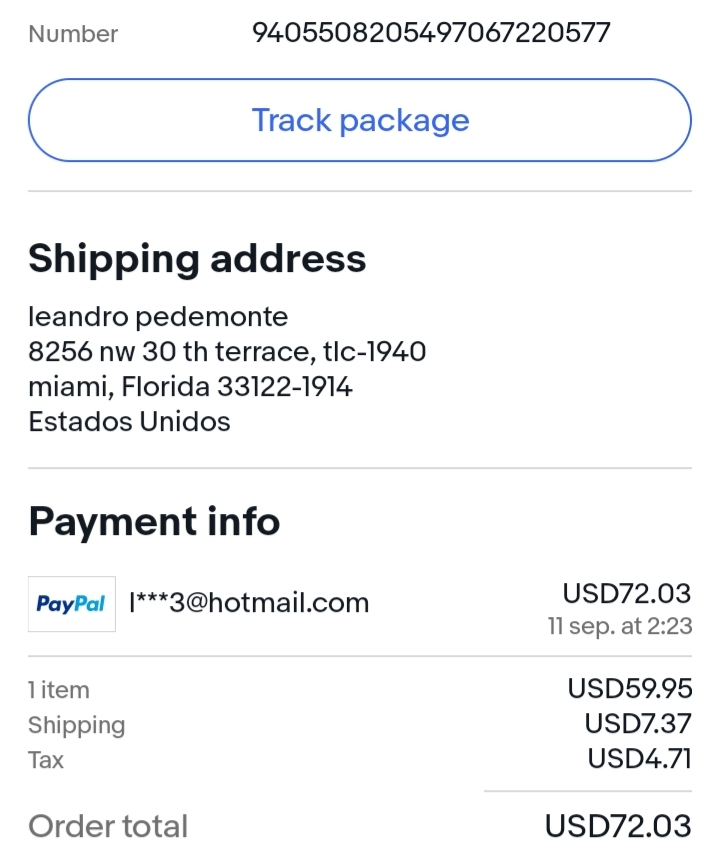 Number 9405508205497067220577
Track package
Shipping address
leandro pedemonte
8256 nw 30 th terrace, tlc-1940
miami, Florida 33122-1914
Estados Unidos
Payment info
PayPal l***3@hotmail.com USD72.03
11 sep. at 2:23
1 item USD59.95
Shipping USD7.37
Tax USD4.71
Order total USD72.03